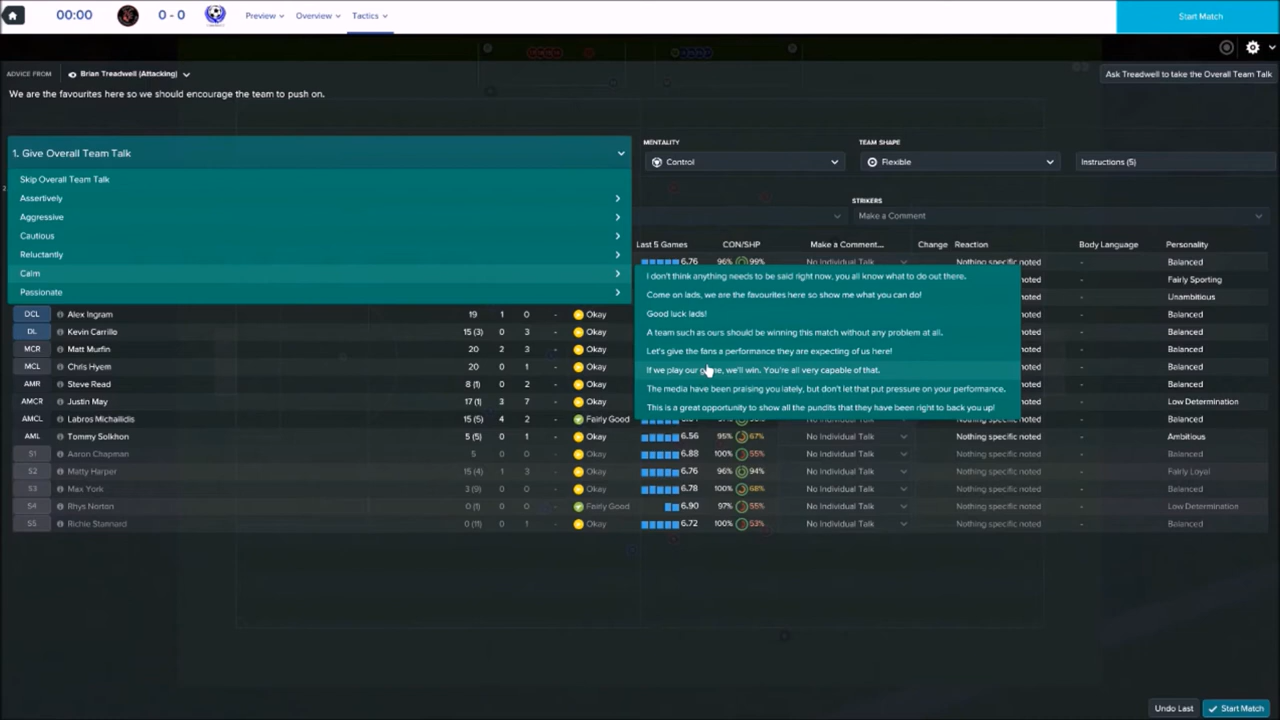 00:00 0 - 0 Preview Overview Tactics Start Match
ADVICE FROM Brian Treadwell (Attacking) Ask Treadwell to take the Overall Team Talk
We are the favourites here so we should encourage the team to push on.
MENTALITY TEAM SHAPE
1. Give Overall Team Talk Control Flexible Instructions (5)
Skip Overall Team Talk
Assertively STRIKERS
Aggressive Make a Comment
Cautious
Last 5 Games CON/SHP Make a Comment... Change Reaction Body Language Personality
Reluctantly 6.76 96% 99% No Individual Talk Nothing specific noted - Balanced
Calm I don't think anything needs to be said right now, you all know what to do out there. Fairly Sporting
Passionate Come on lads, we are the favourites here so show me what you can do! Unambitious
DCL Alex Ingram 19 1 0 - Okay Good luck lads! Balanced
DL Kevin Carrillo 15 (3) 0 3 - Okay A team such as ours should be winning this match without any problem at all. Balanced
MCR Matt Murfin 20 2 3 - Okay Let's give the fans a performance they are expecting of us here! Balanced
MCL Chris Hyem 20 0 1 - Okay If we play our game, we'll win. You're all very capable of that. Balanced
AMR Steve Read 8 (1) 0 2 - Okay The media have been praising you lately, but don't let that put pressure on your performance. Balanced
AMCR Justin May 17 (1) 3 7 - Okay This is a great opportunity to show all the pundits that they have been right to back you up! Low Determination
AMCL Labros Michailidis 15 (5) 4 2 - Fairly Good No Individual Talk Nothing specific noted - Balanced
AML Tommy Solkhon 5 (5) 0 0 - Okay 6.56 95% 67% No Individual Talk Nothing specific noted - Ambitious
S1 Aaron Chapman 5 0 0 - Okay 6.88 100% 55% No Individual Talk Nothing specific noted - Balanced
S2 Matty Harper 15 (4) 1 3 - Okay 6.76 96% 94% No Individual Talk Nothing specific noted - Fairly Loyal
S3 Max York 3 (9) 0 0 - Okay 6.78 100% 68% No Individual Talk Nothing specific noted - Balanced
S4 Rhys Norton 0 (1) 0 0 - Fairly Good 6.90 97% 55% No Individual Talk Nothing specific noted - Low Determination
S5 Richie Stannard 0 (11) 0 1 - Okay 6.72 100% 53% No Individual Talk Nothing specific noted - Balanced
Undo Last Start Match